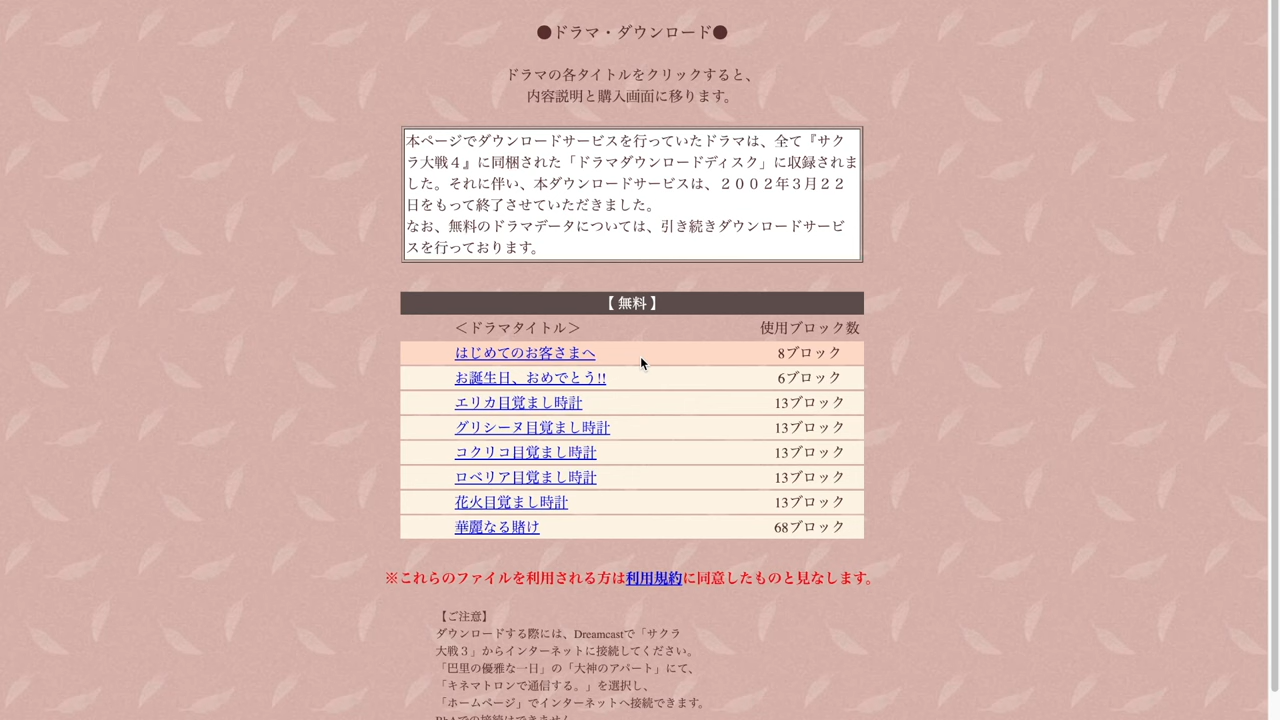 ●ドラマ・ダウンロード●
ドラマの各タイトルをクリックすると、
内容説明と購入画面に移ります。
本ページでダウンロードサービスを行っていたドラマは、全て『サク
ラ大戦４』に同梱された「ドラマダウンロードディスク」に収録されま
した。それに伴い、本ダウンロードサービスは、２００２年３月２２
日をもって終了させていただきました。
なお、無料のドラマデータについては、引き続きダウンロードサービ
スを行っております。
【 無料 】
＜ドラマタイトル＞ 使用ブロック数
はじめてのお客さまへ 8ブロック
お誕生日、おめでとう!! 6ブロック
エリカ目覚まし時計 13ブロック
グリシーヌ目覚まし時計 13ブロック
コクリコ目覚まし時計 13ブロック
ロベリア目覚まし時計 13ブロック
花火目覚まし時計 13ブロック
華麗なる賭け 68ブロック
※これらのファイルを利用される方は利用規約に同意したものと見なします。
【ご注意】
ダウンロードする際には、Dreamcastで「サクラ
大戦３」からインターネットに接続してください。
「巴里の優雅な一日」の「大神のアパート」にて、
「キネマトロンで通信する。」を選択し、
「ホームページ」でインターネットへ接続できます。